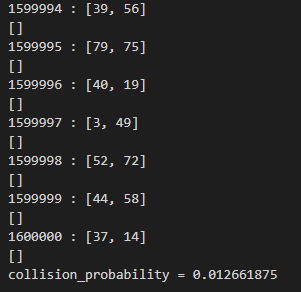 1599994 : [39, 56]
[]
1599995 : [79, 75]
[]
1599996 : [40, 19]
[]
1599997 : [3, 49]
[]
1599998 : [52, 72]
[]
1599999 : [44, 58]
[]
1600000 : [37, 14]
[]
collision_probability = 0.012661875